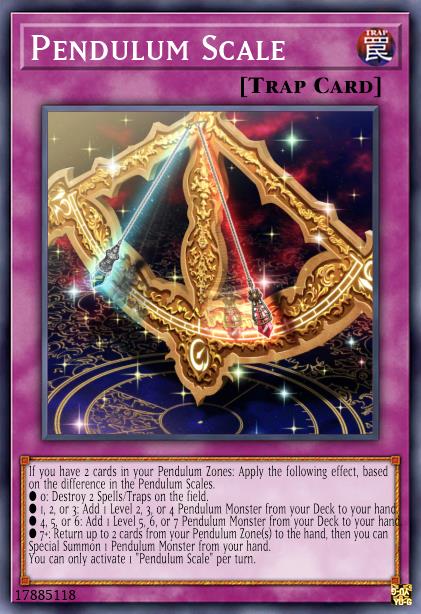 Pendulum Scale
TRAP
罠
[Trap Card]
If you have 2 cards in your Pendulum Zones: Apply the following effect, based
on the difference in the Pendulum Scales.
● 0: Destroy 2 Spells/Traps on the field.
● 1, 2, or 3: Add 1 Level 2, 3, or 4 Pendulum Monster from your Deck to your hand.
● 4, 5, or 6: Add 1 Level 5, 6, or 7 Pendulum Monster from your Deck to your hand.
● 7+: Return up to 2 cards from your Pendulum Zone(s) to the hand, then you can
Special Summon 1 Pendulum Monster from your hand.
You can only activate 1 "Pendulum Scale" per turn.
17885118